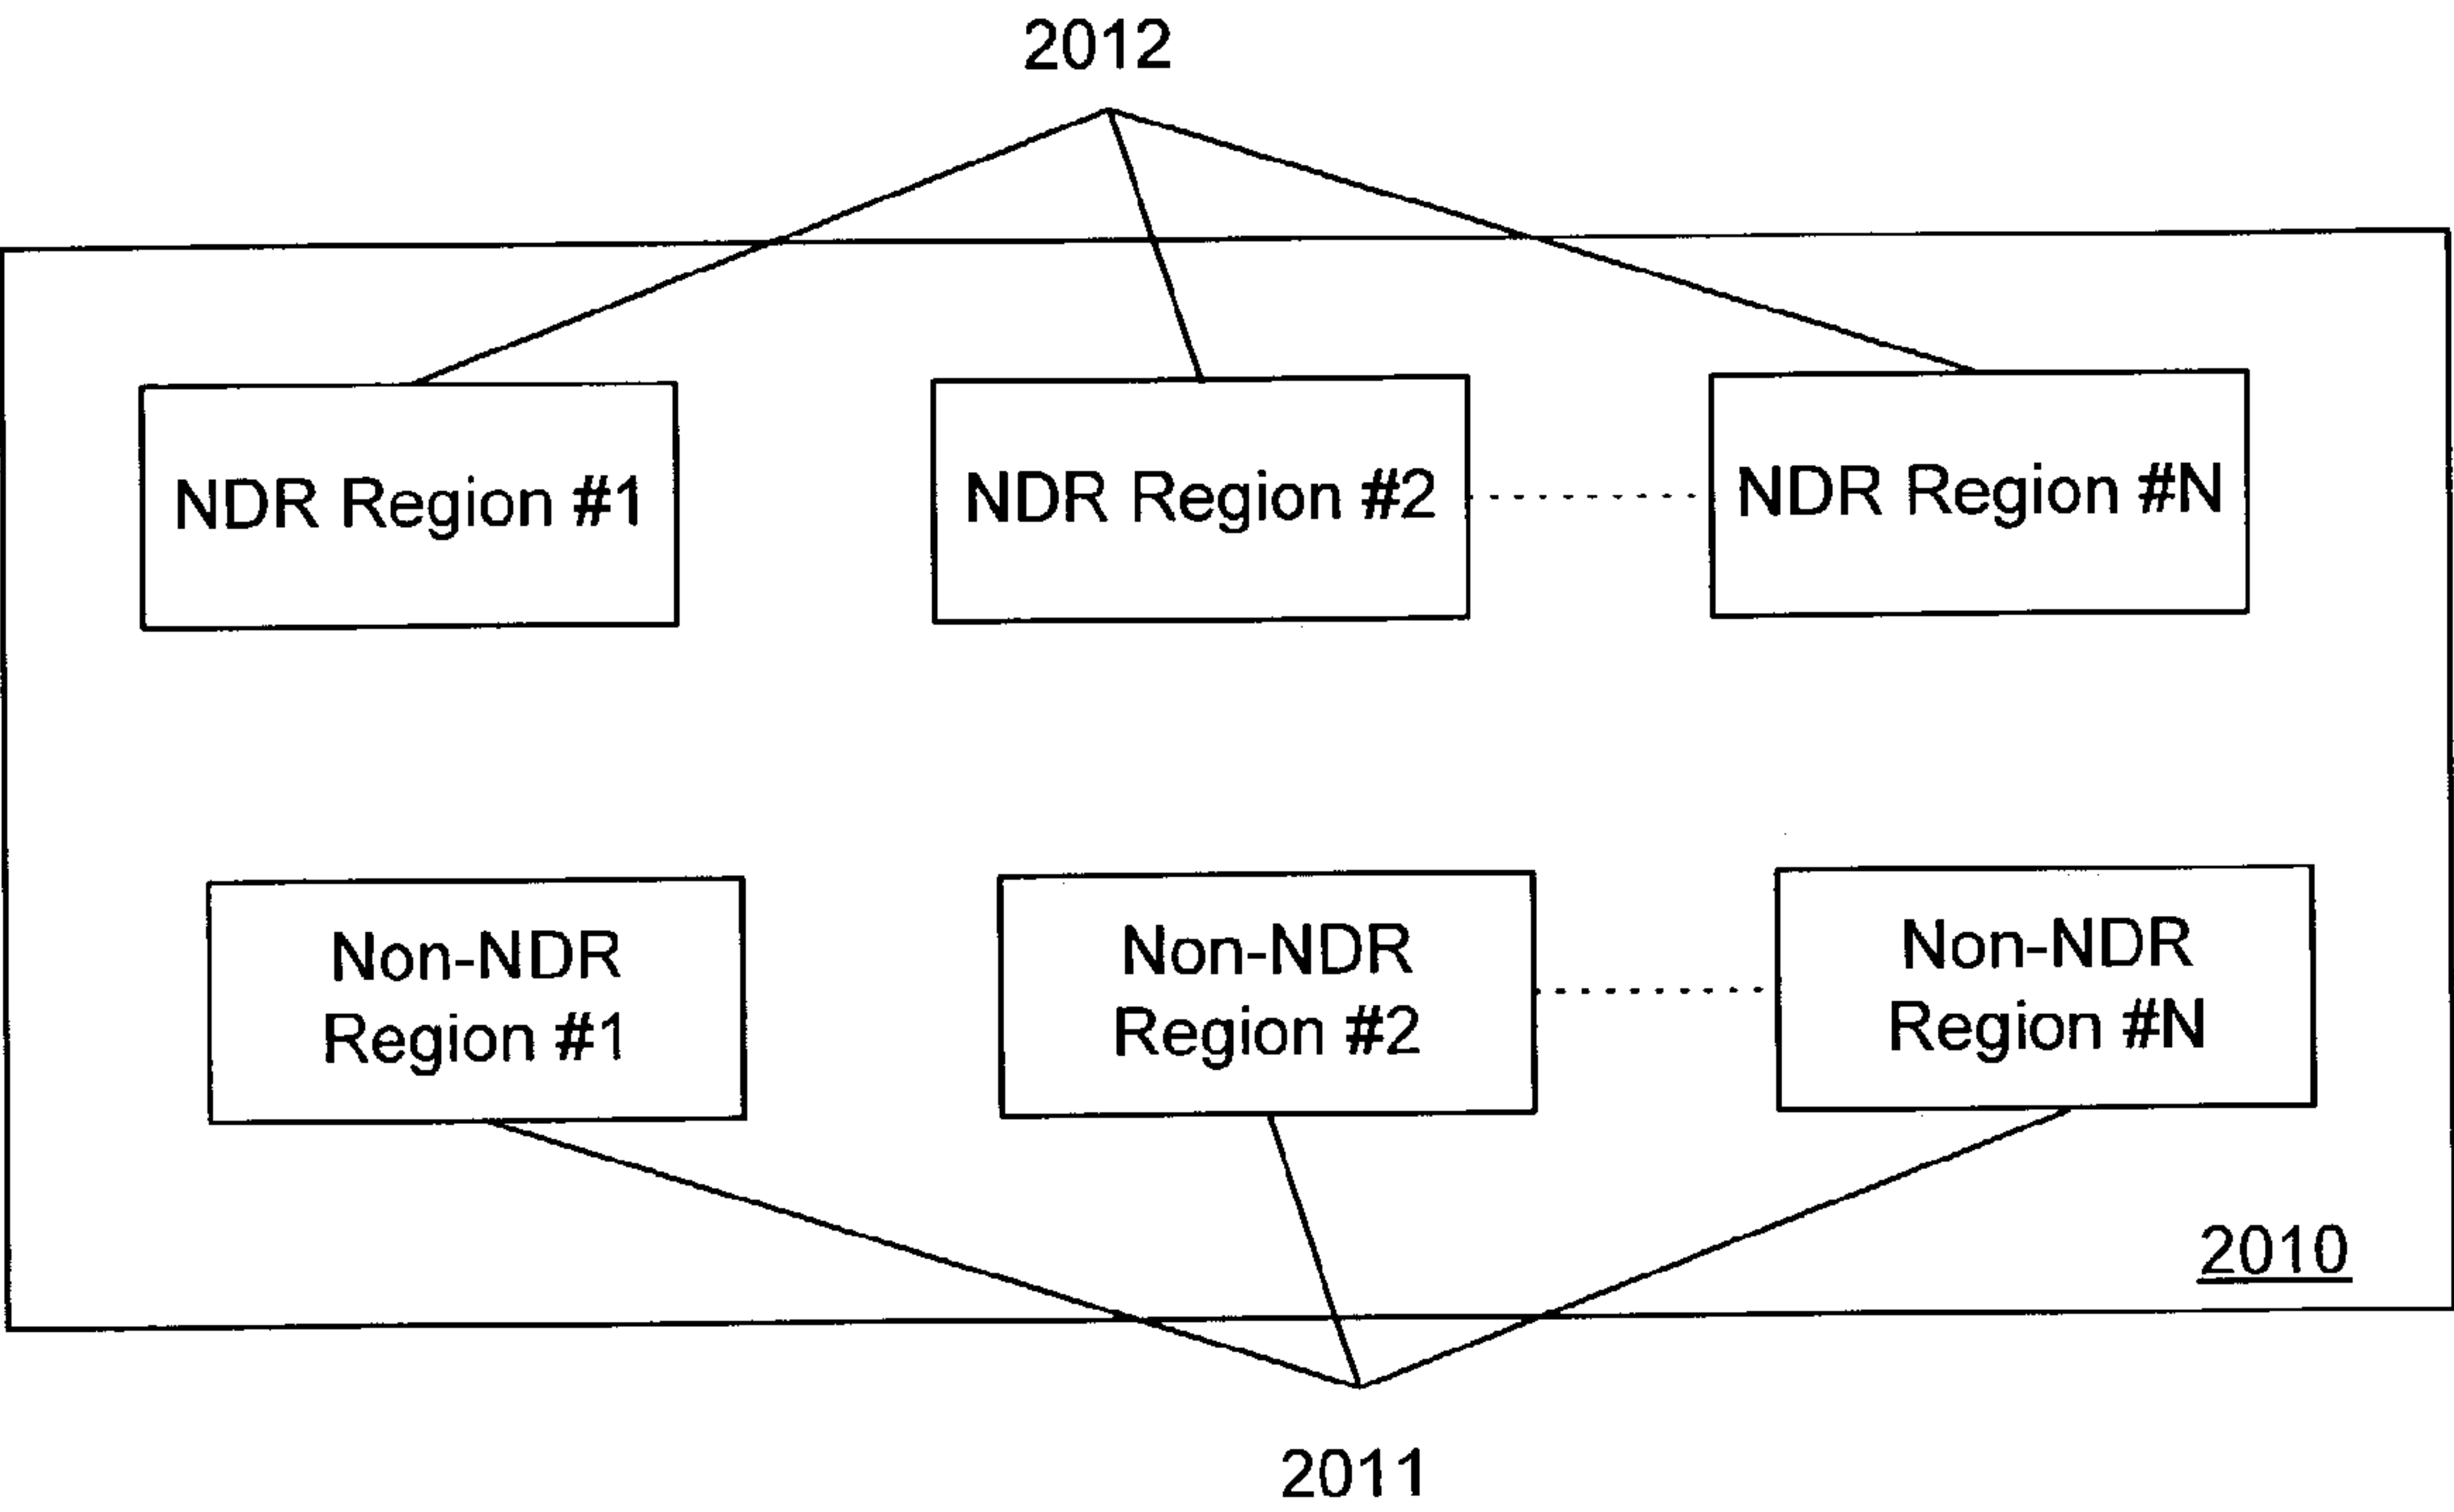 2012
NDR Region #1
NDR Region #2
NDR Region #N
Non-NDR
Region #1
Non-NDR
Region #2
Non-NDR
Region #N
2010
2011